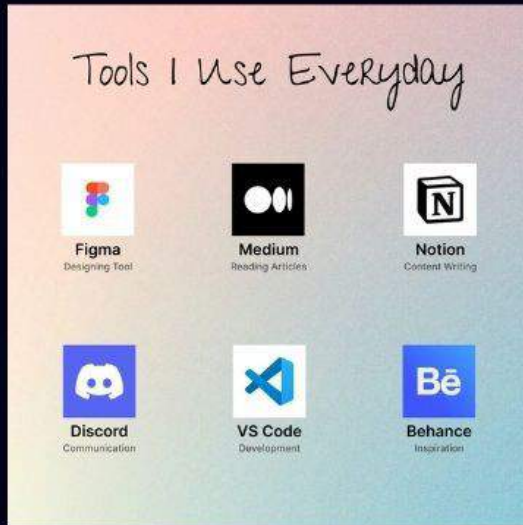 Tools I Use Everyday
Figma
Designing Tool
Medium
Reading Articles
N
Notion
Content Writing
Discord
Communication
VS Code
Development
Bē
Behance
Inspiration